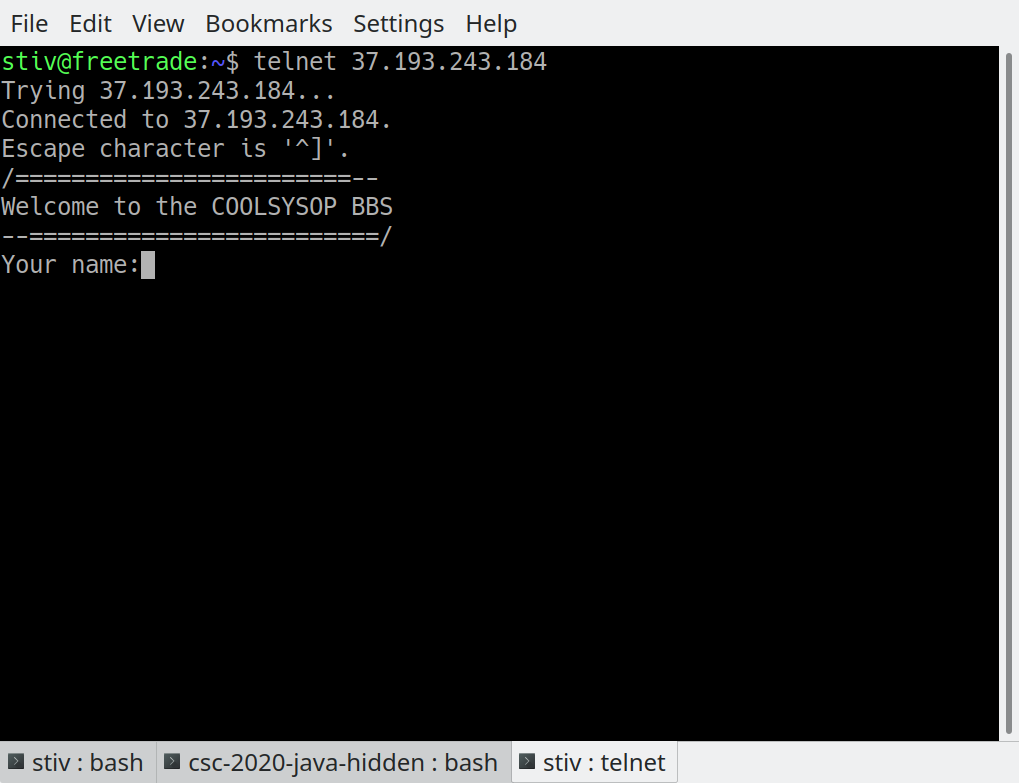 File Edit View Bookmarks Settings Help
stiv@freetrade:~$ telnet 37.193.243.184
Trying 37.193.243.184...
Connected to 37.193.243.184.
Escape character is '^]'.
/========================--
Welcome to the COOLSYSOP BBS
--=========================/
Your name:
stiv : bash csc-2020-java-hidden : bash stiv : telnet